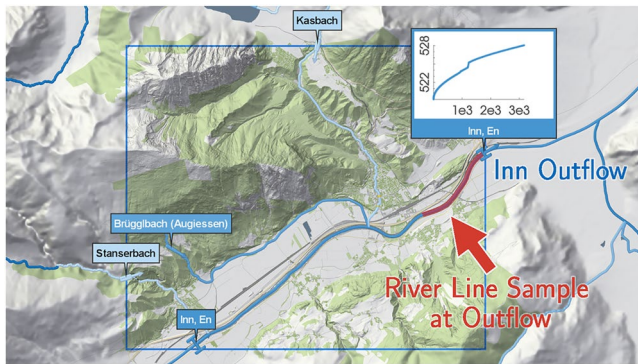 Kasbach
528
522
1e3 2e3 3e3
Inn, En
Inn Outflow
Brügglbach (Augiessen)
Stanserbach
River Line Sample
at Outflow
Inn, En